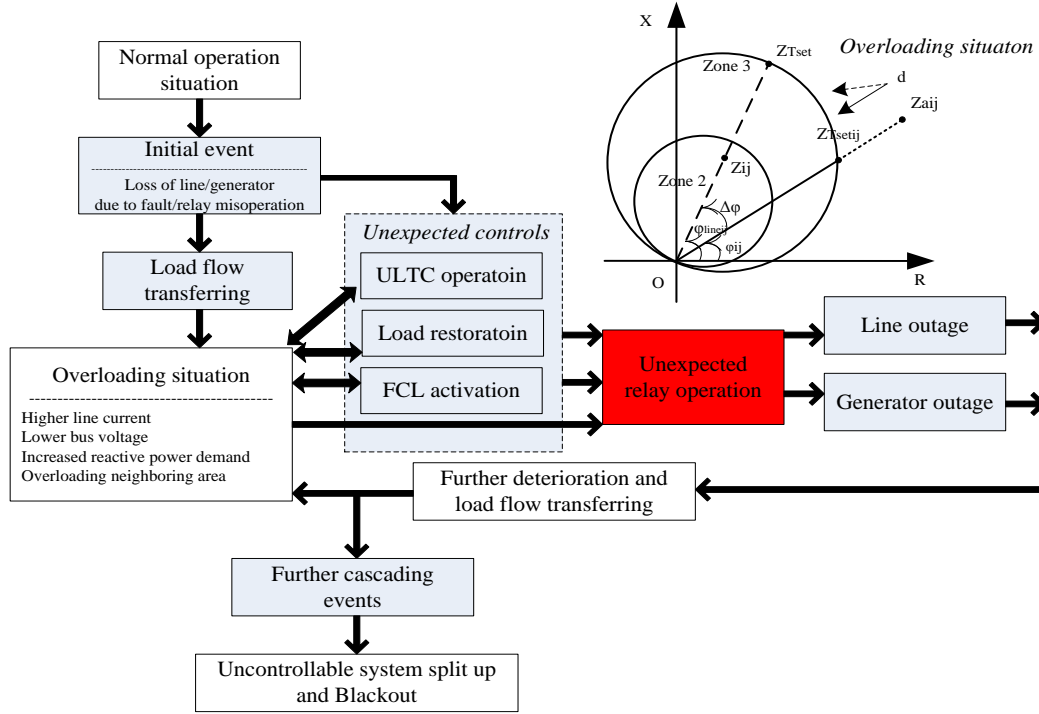 Normal operation
situation
Initial event
Loss of line/generator
due to fault/relay misoperation
Load flow
transferring
Overloading situation
Higher line current
Lower bus voltage
Increased reactive power demand
Overloading neighboring area
Unexpected controls
ULTC operatoin
Load restoratoin
FCL activation
Unexpected
relay operation
Line outage
Generator outage
Further deterioration and
load flow transferring
Further cascading
events
Uncontrollable system split up
and Blackout
X
ZTset
Overloading situaton
Zone 3
d
Zaij
ZTsetij
Zij
Zone 2
Δφ
φlineij
φij
O
R